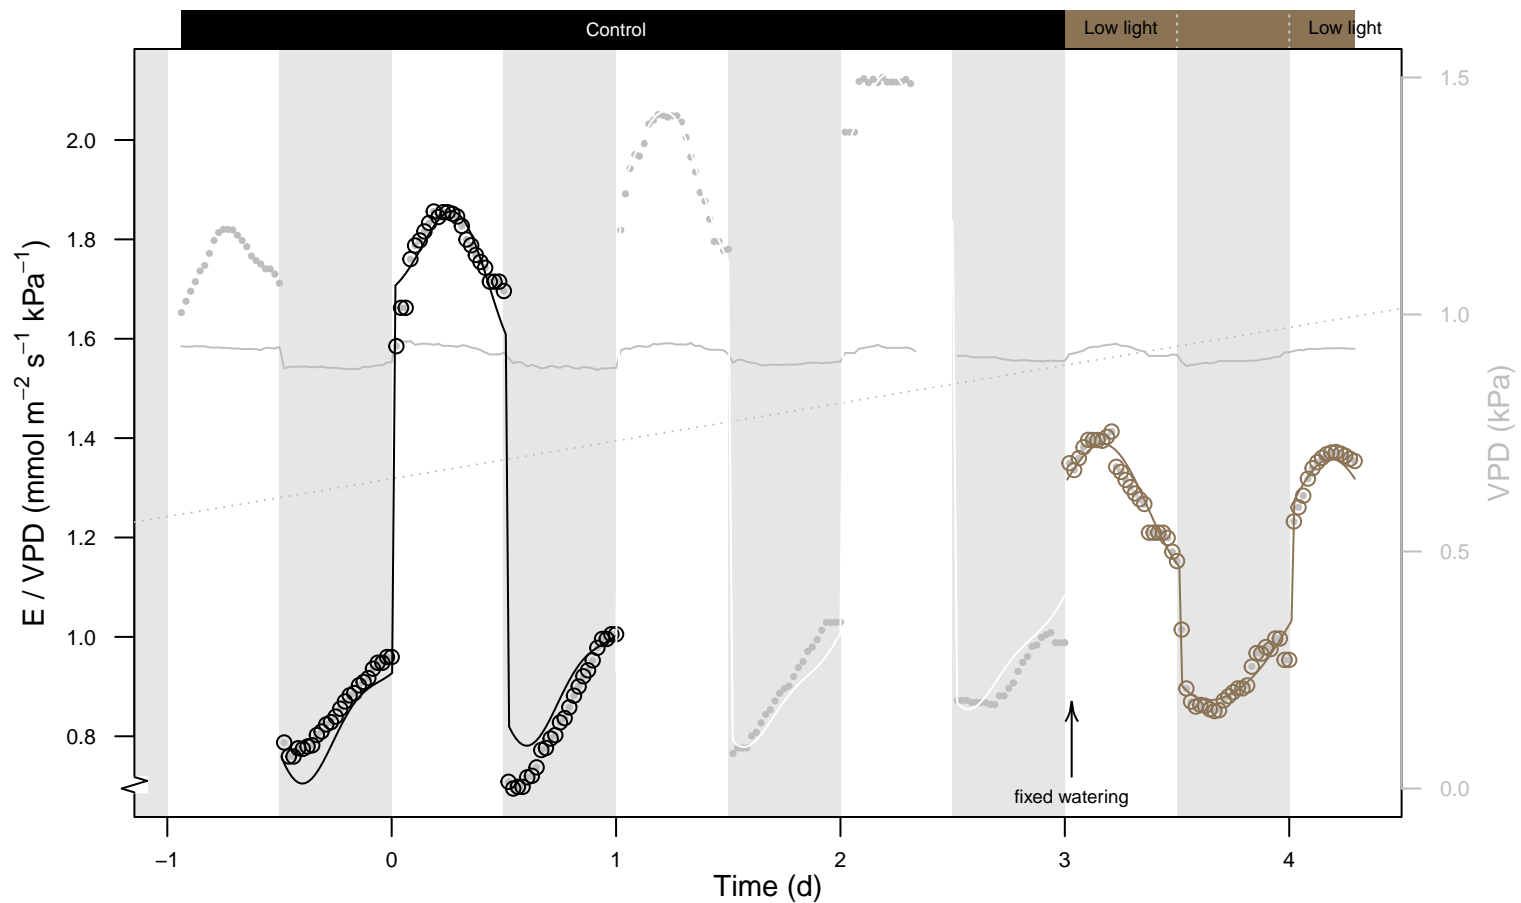 Control
Low light
Low light
E / VPD (mmol m⁻² s⁻¹ kPa⁻¹)
2.0
1.8
1.6
1.4
1.2
1.0
0.8
1.5
1.0
0.5
0.0
VPD (kPa)
fixed watering
−1
0
1
2
3
4
Time (d)